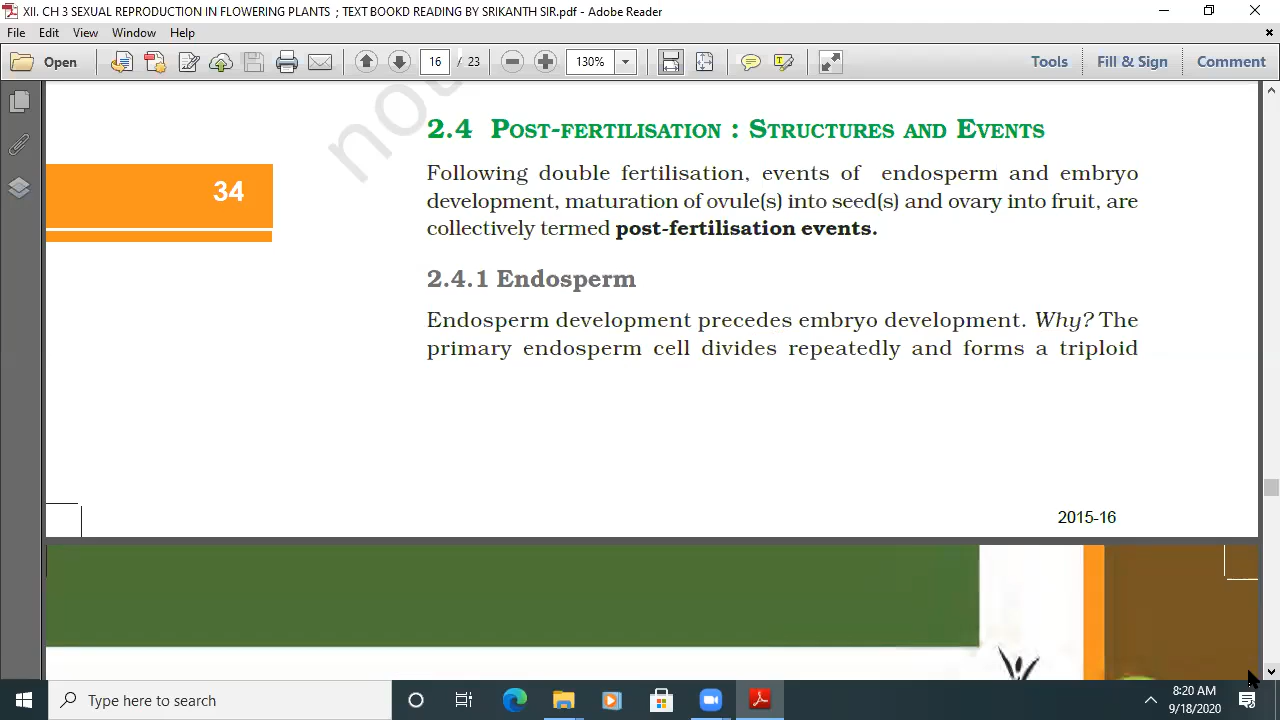 XII. CH 3 SEXUAL REPRODUCTION IN FLOWERING PLANTS ; TEXT BOOKD READING BY SRIKANTH SIR.pdf - Adobe Reader
File Edit View Window Help
Open 16 / 23 130% Tools Fill & Sign Comment
2.4 POST-FERTILISATION : STRUCTURES AND EVENTS
Following double fertilisation, events of endosperm and embryo
34
development, maturation of ovule(s) into seed(s) and ovary into fruit, are
collectively termed post-fertilisation events.
2.4.1 Endosperm
Endosperm development precedes embryo development. Why? The
primary endosperm cell divides repeatedly and forms a triploid
2015-16
Type here to search
8:20 AM
9/18/2020